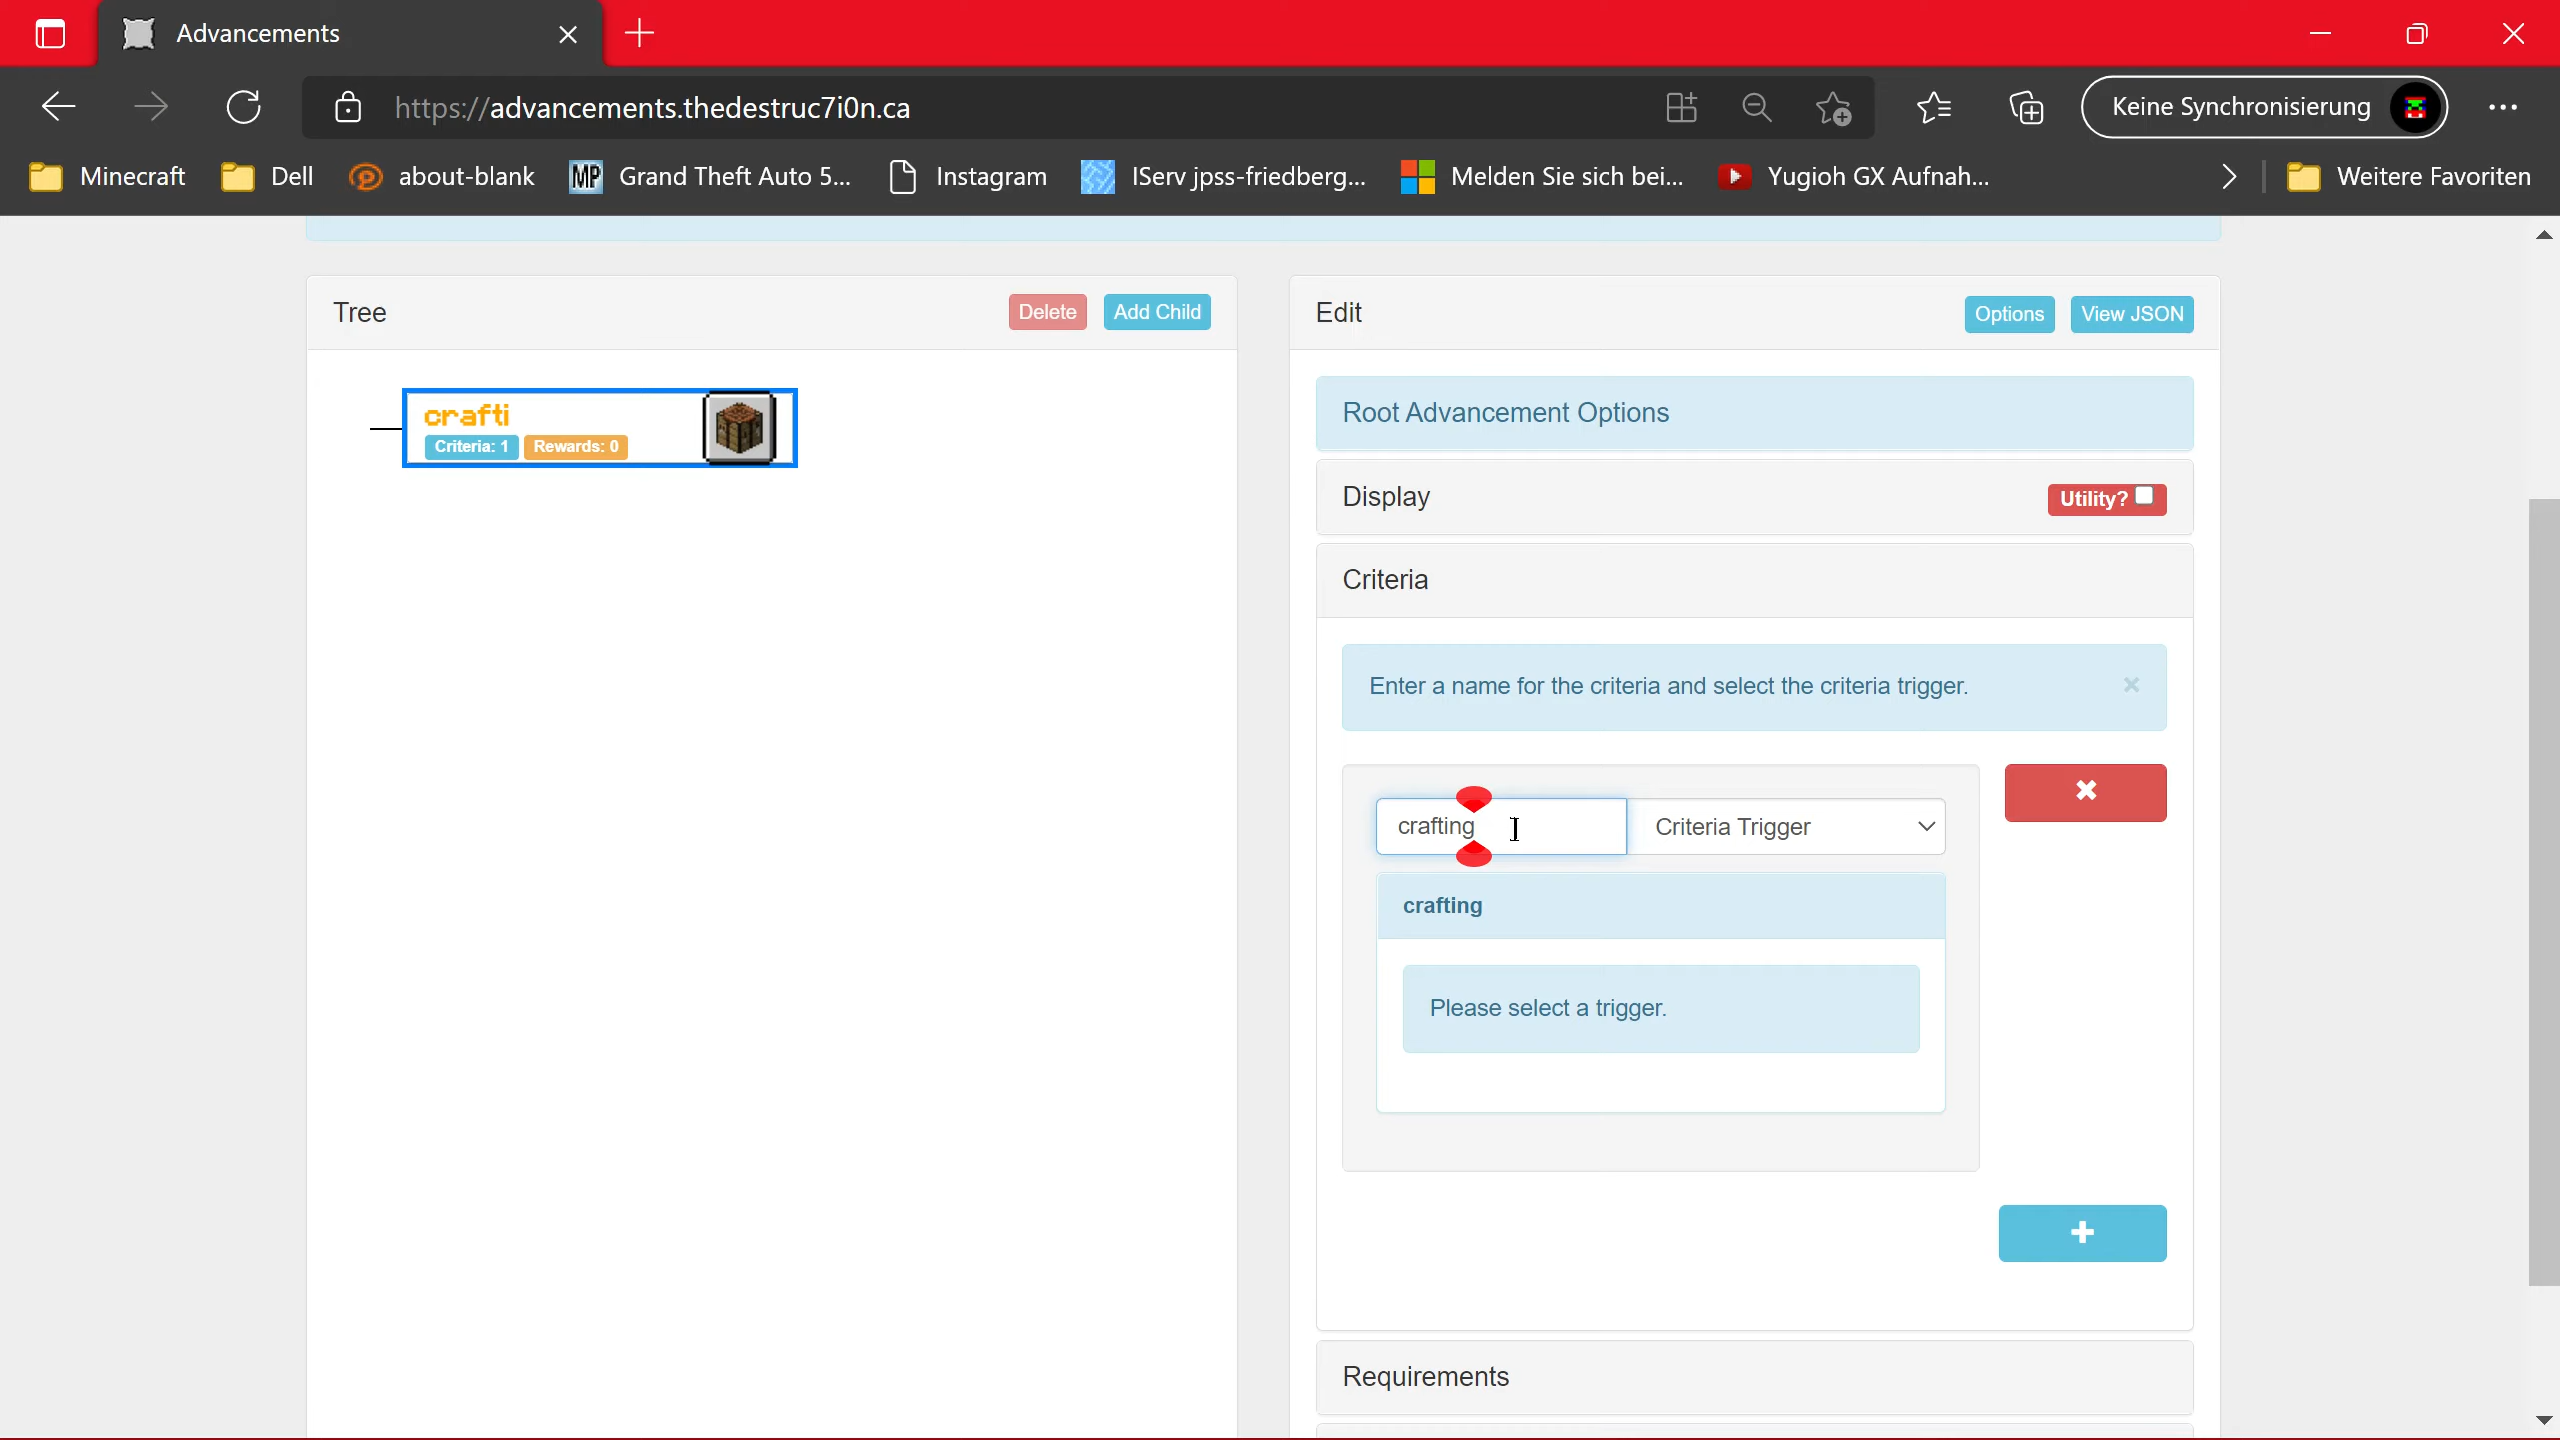 Advancements
https://advancements.thedestruc7i0n.ca
Keine Synchronisierung
Minecraft
Dell
about-blank
MP
Grand Theft Auto 5...
Instagram
IServ jpss-friedberg...
Melden Sie sich bei...
Yugioh GX Aufnah...
Weitere Favoriten
Tree
Delete
Add Child
crafti
Criteria: 1
Rewards: 0
Edit
Options
View JSON
Root Advancement Options
Display
Utility?
Criteria
Enter a name for the criteria and select the criteria trigger.
crafting
Criteria Trigger
crafting
Please select a trigger.
Requirements